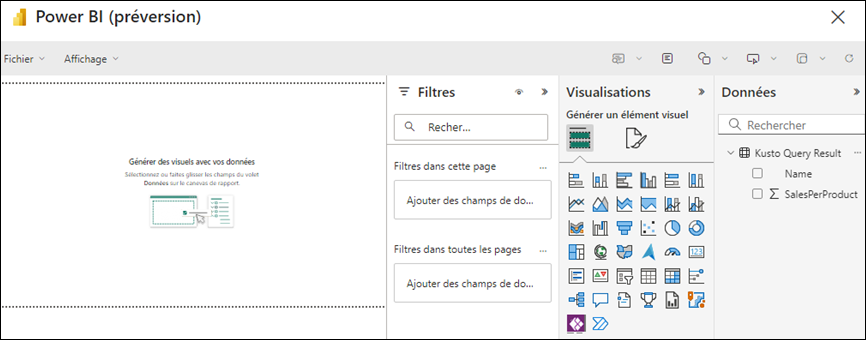 Power BI (préversion)
Fichier
Affichage
Générer des visuels avec vos données
Sélectionnez ou faites glisser les champs du volet
Données sur le canevas de rapport.
Filtres
Recher...
Filtres dans cette page
...
Ajouter des champs de do...
Filtres dans toutes les pages
...
Ajouter des champs de do...
Visualisations
Générer un élément visuel
123
Données
Rechercher
Kusto Query Result
...
Name
SalesPerProduct